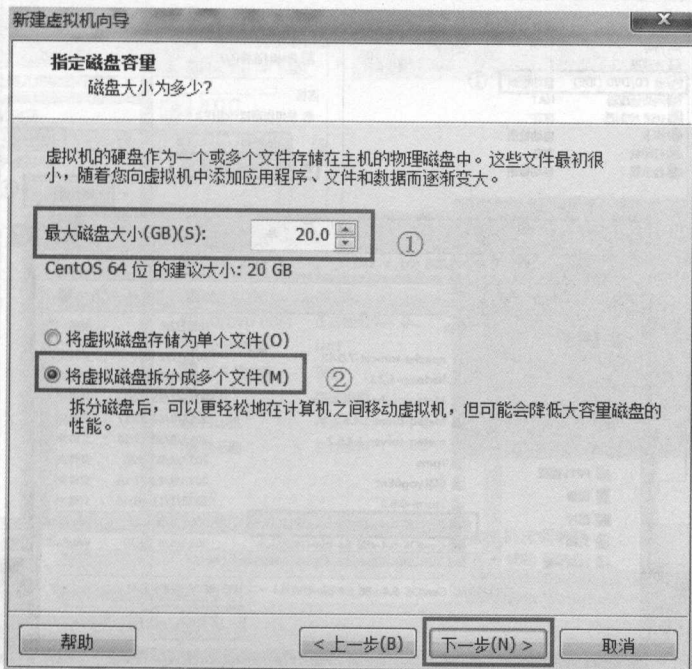 新建虚拟机向导
指定磁盘容量
磁盘大小为多少?
虚拟机的硬盘作为一个或多个文件存储在主机的物理磁盘中。这些文件最初很
小，随着您向虚拟机中添加应用程序、文件和数据而逐渐变大。
最大磁盘大小(GB)(S): 20.0 ①
CentOS 64 位 的建议大小: 20 GB
将虚拟磁盘存储为单个文件(O)
将虚拟磁盘拆分成多个文件(M) ②
拆分磁盘后，可以更轻松地在计算机之间移动虚拟机，但可能会降低大容量磁盘的
性能。
帮助 <上一步(B) 下一步(N) > 取消